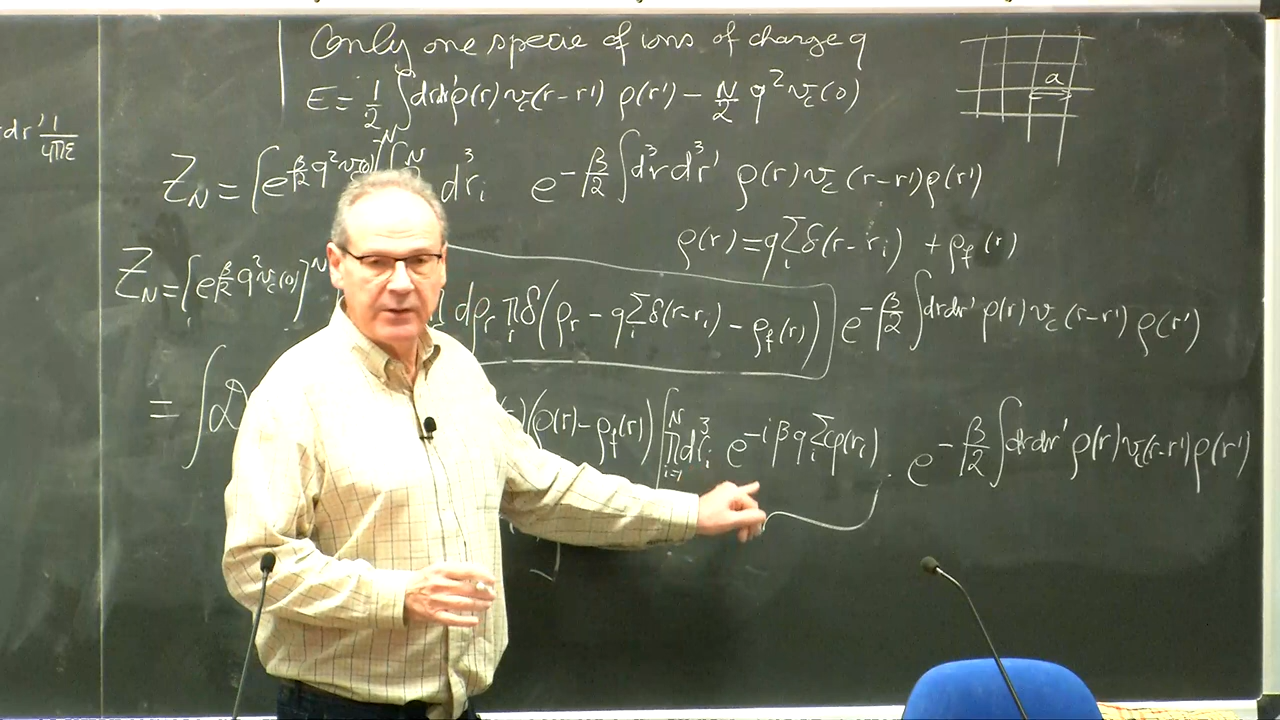 Only one specie of ions of charge q
E = 1/2 ∫drdr' ρ(r) v_c(r-r') ρ(r') - N/2 q² v_c(0)
a
dr' 1/4πε
Z_N = [e^{β/2 q² v_c(0)}]^N ∫ N d³r_i e^{-β/2 ∫d³r d³r' ρ(r) v_c(r-r') ρ(r')}
ρ(r) = q Σ_i δ(r-r_i) + ρ_f(r)
Z_N = [e^{β/2 q² v_c(0)}]^N dρ_r Π_r δ(ρ_r - q Σ_i δ(r-r_i) - ρ_f(r)) e^{-β/2 ∫drdr' ρ(r) v_c(r-r') ρ(r')}
= ∫D (ρ(r) - ρ_f(r)) ∫ Π_{i=1}^N d³r_i e^{-iβq Σ_i φ(r_i)} · e^{-β/2 ∫drdr' ρ(r) v_c(r-r') ρ(r')}